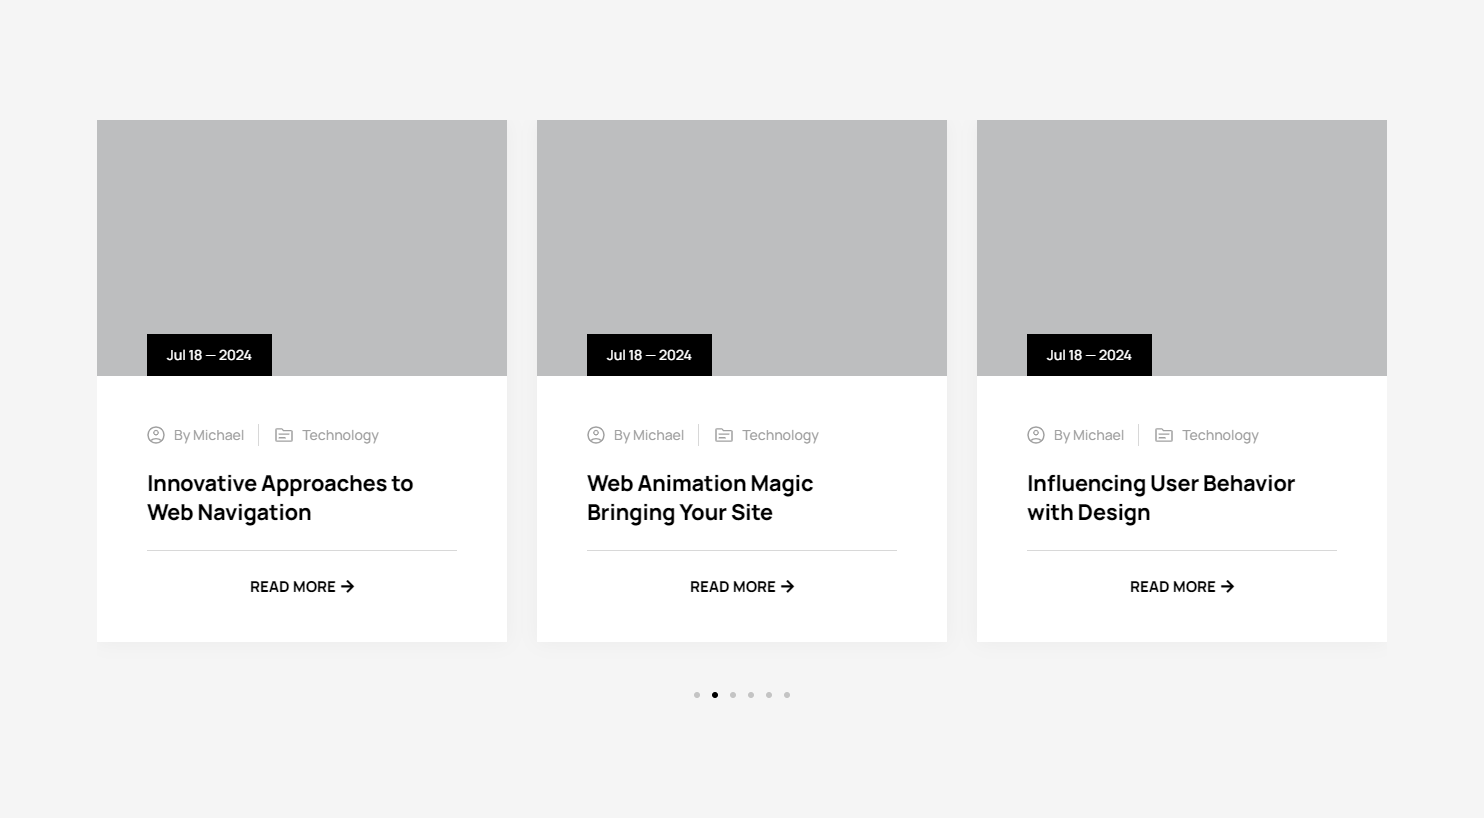 Jul 18 — 2024
By Michael
Technology
Innovative Approaches to
Web Navigation
READ MORE
Jul 18 — 2024
By Michael
Technology
Web Animation Magic
Bringing Your Site
READ MORE
Jul 18 — 2024
By Michael
Technology
Influencing User Behavior
with Design
READ MORE